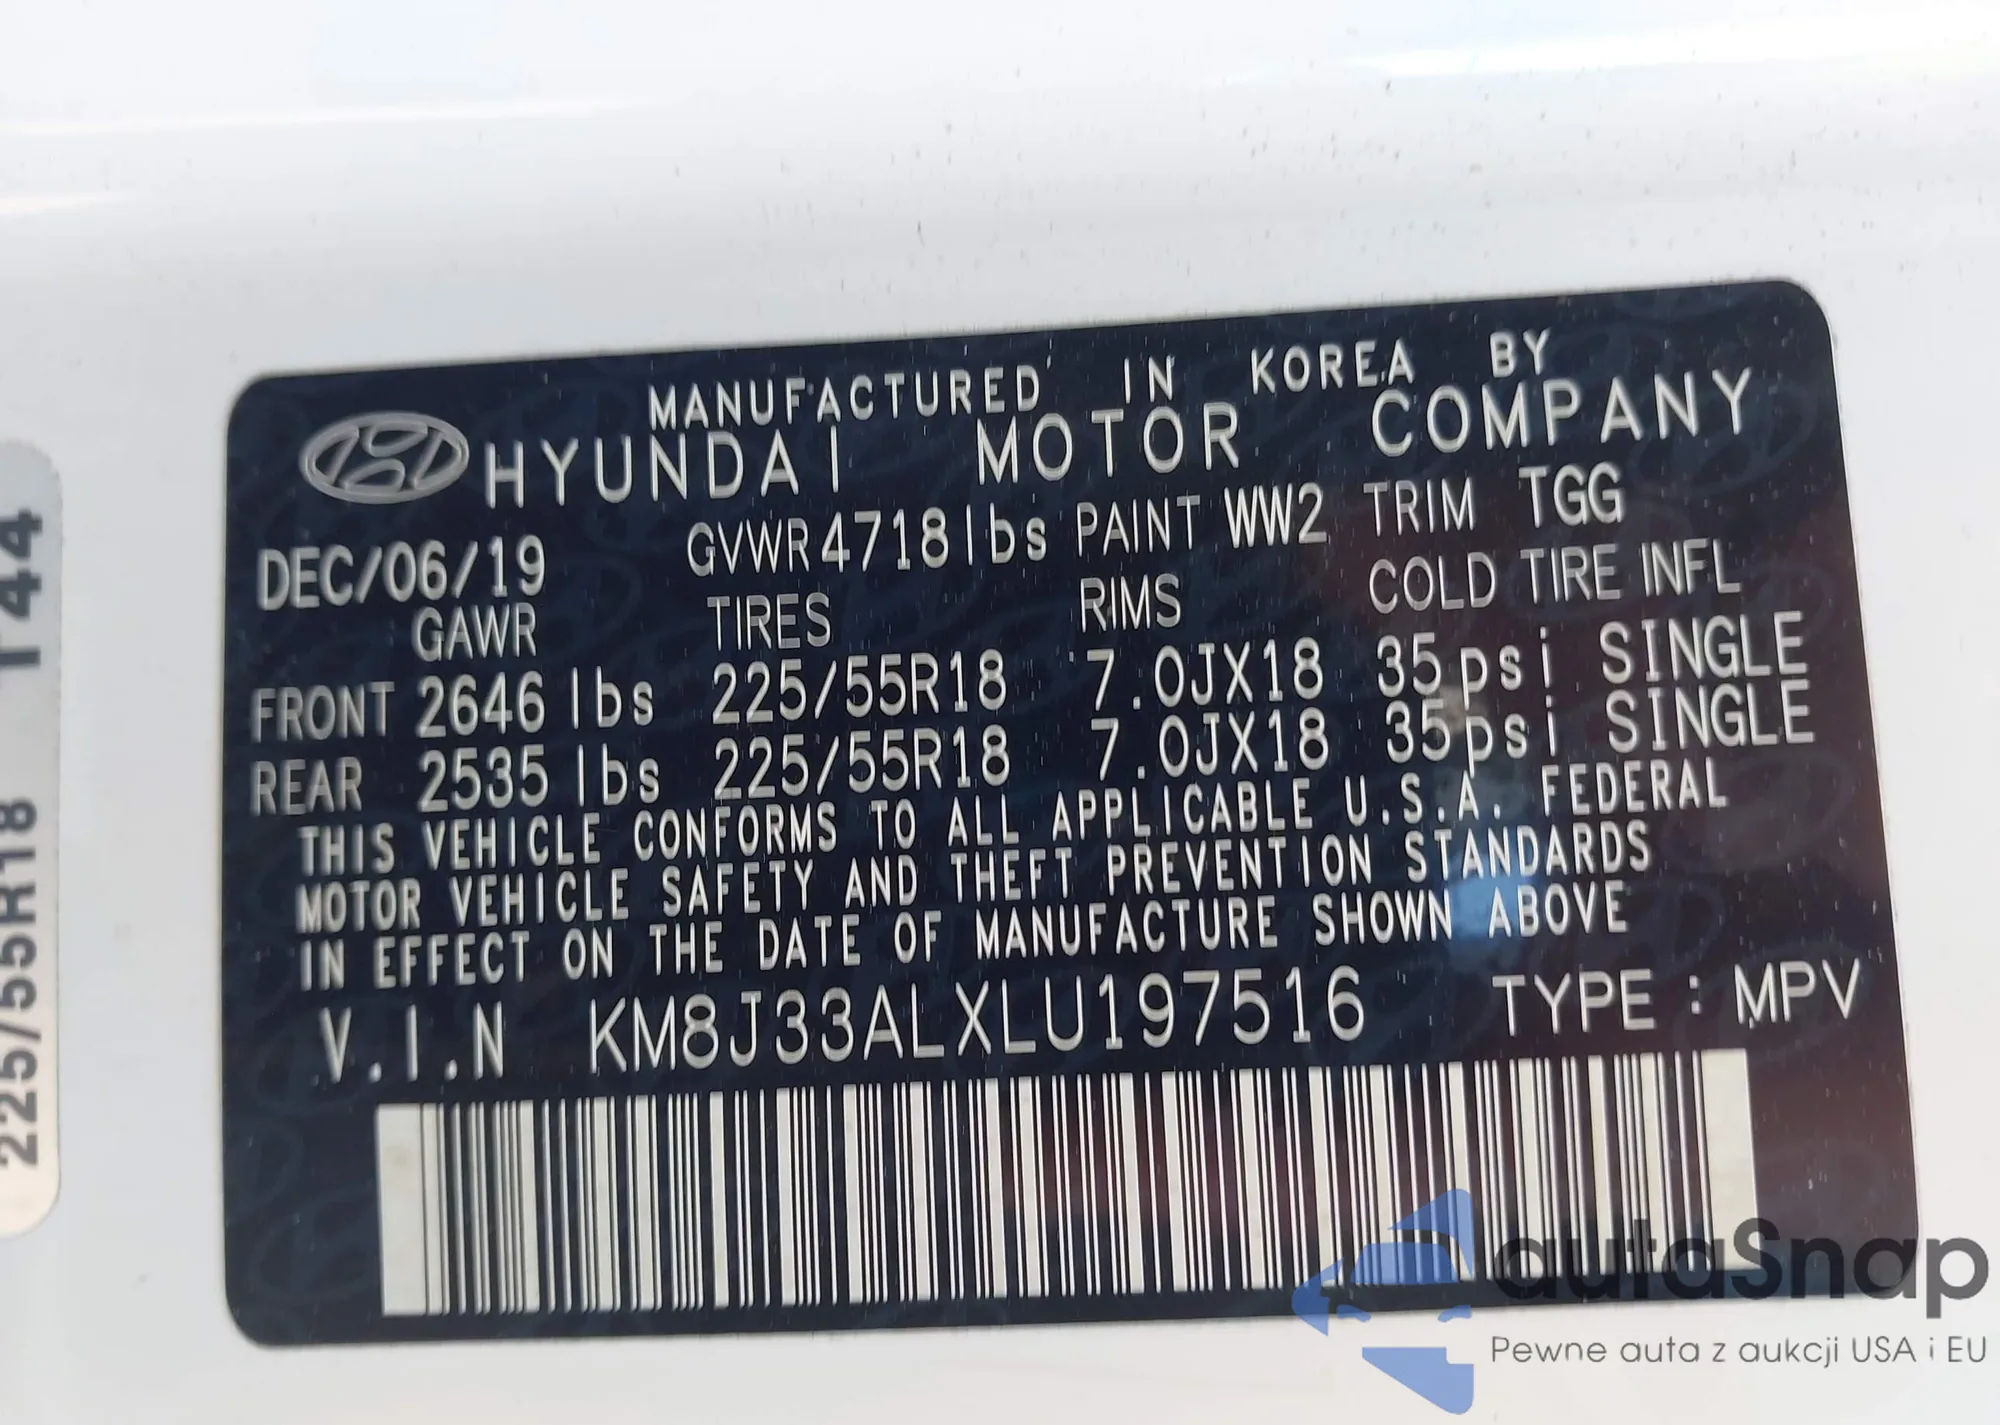 MANUFACTURED IN KOREA BY
HYUNDAI MOTOR COMPANY
DEC/06/19 GVWR 4718 lbs PAINT WW2 TRIM TGG
GAWR TIRES RIMS COLD TIRE INFL
FRONT 2646 lbs 225/55R18 7.0JX18 35psi SINGLE
REAR 2535 lbs 225/55R18 7.0JX18 35psi SINGLE
THIS VEHICLE CONFORMS TO ALL APPLICABLE U.S.A. FEDERAL
MOTOR VEHICLE SAFETY AND THEFT PREVENTION STANDARDS
IN EFFECT ON THE DATE OF MANUFACTURE SHOWN ABOVE
V.I.N KM8J33ALXLU197516 TYPE : MPV
225/55R18 T44
autaSnap
Pewne auta z aukcji USA i EU